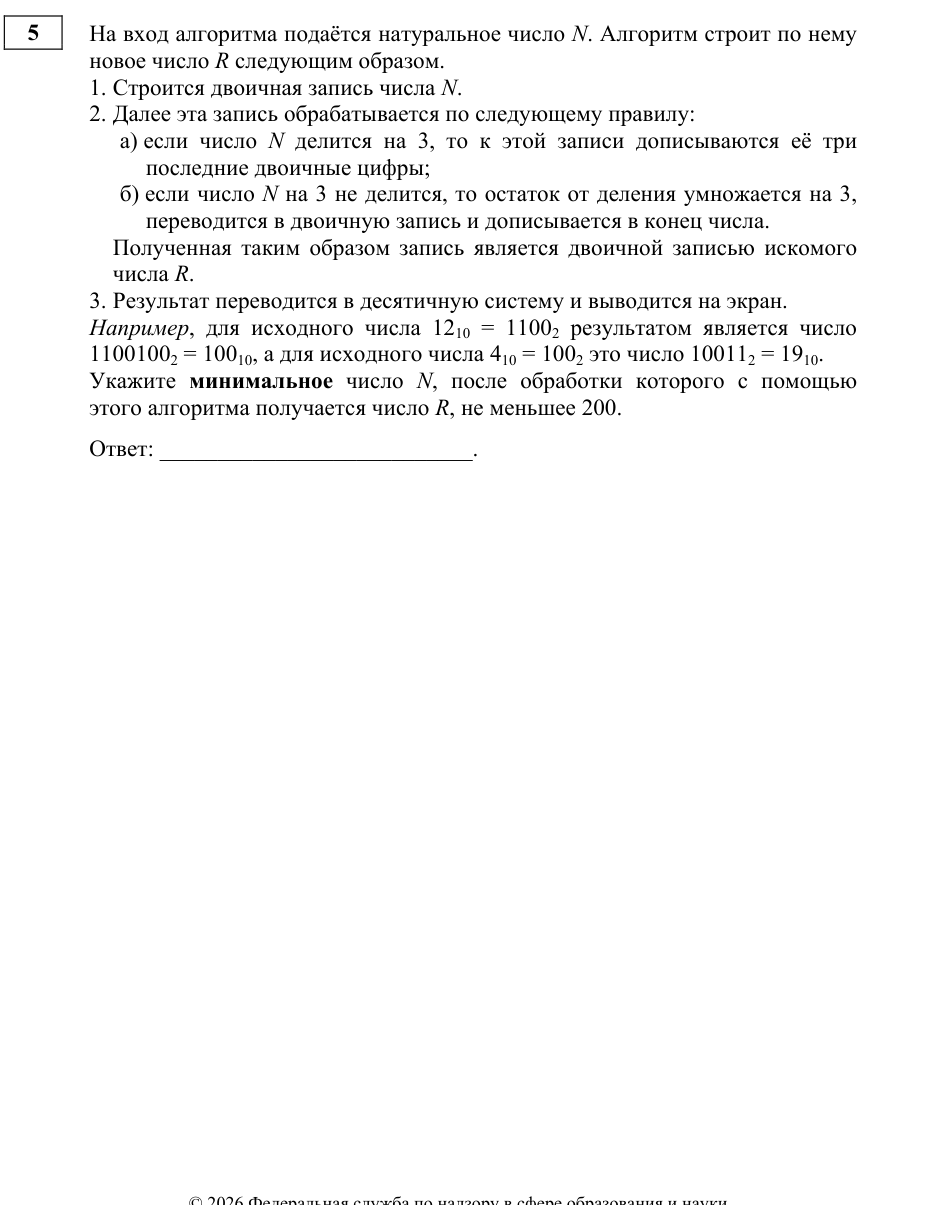 5
На вход алгоритма подаётся натуральное число N. Алгоритм строит по нему
новое число R следующим образом.
1. Строится двоичная запись числа N.
2. Далее эта запись обрабатывается по следующему правилу:
а) если число N делится на 3, то к этой записи дописываются её три
последние двоичные цифры;
б) если число N на 3 не делится, то остаток от деления умножается на 3,
переводится в двоичную запись и дописывается в конец числа.
Полученная таким образом запись является двоичной записью искомого
числа R.
3. Результат переводится в десятичную систему и выводится на экран.
Например, для исходного числа 12₁₀ = 1100₂ результатом является число
1100100₂ = 100₁₀, а для исходного числа 4₁₀ = 100₂ это число 10011₂ = 19₁₀.
Укажите минимальное число N, после обработки которого с помощью
этого алгоритма получается число R, не меньшее 200.
Ответ: ___________________________.
© 2026 Федеральная служба по надзору в сфере образования и науки